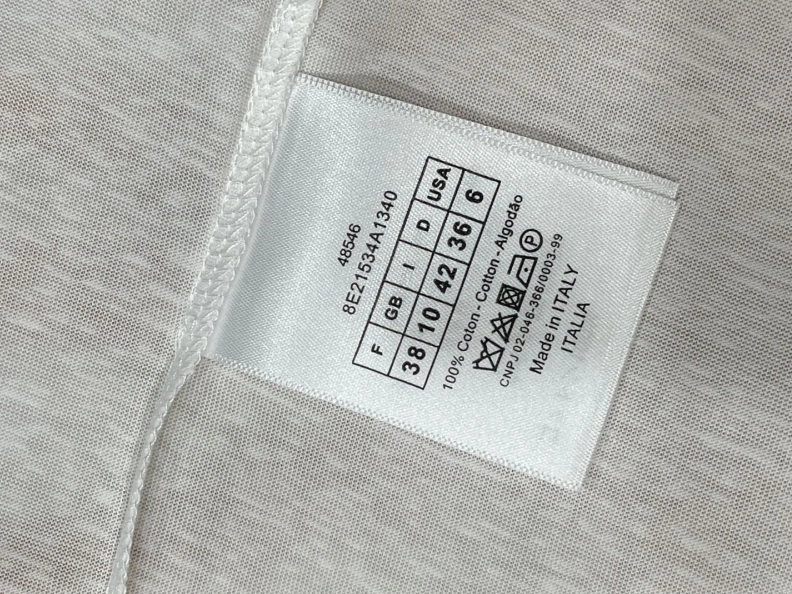 48546
8E21534A1340
F GB I D USA
38 10 42 36 6
100% Coton - Cotton - Algodão
P
CNPJ 02-046-366/0003-99
Made in ITALY
ITALIA